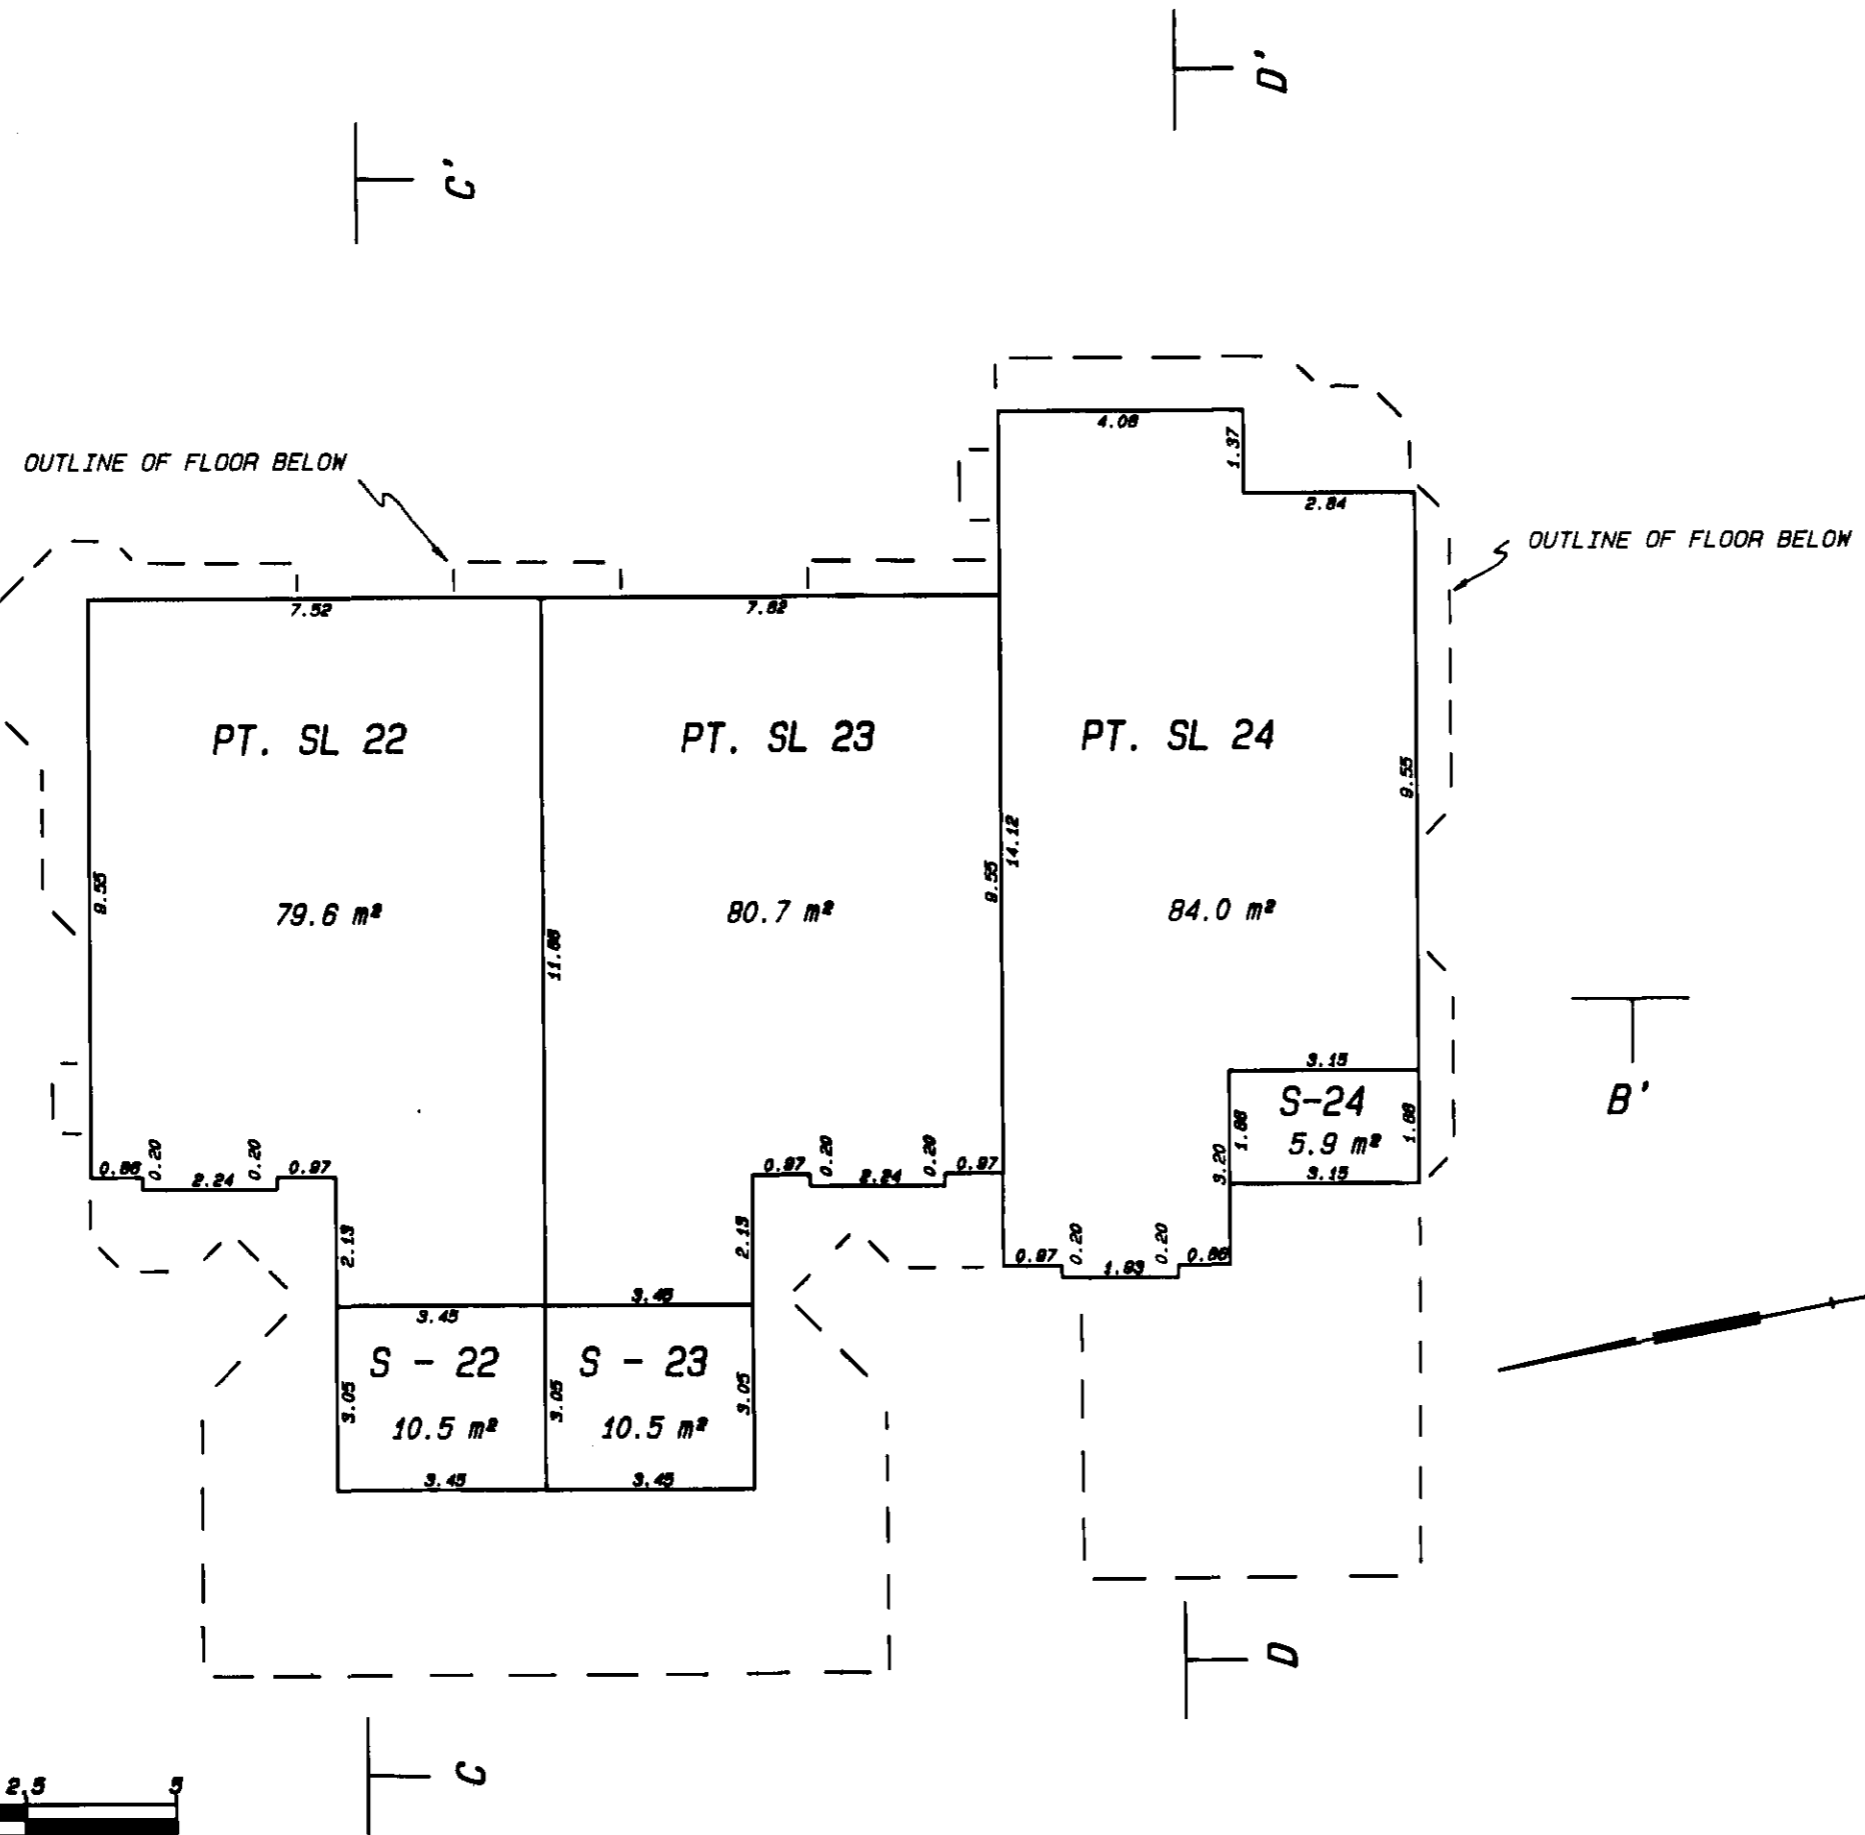 D'
C'
4.06
1.37
OUTLINE OF FLOOR BELOW
2.84
OUTLINE OF FLOOR BELOW
7.52
7.62
PT. SL 22
PT. SL 23
PT. SL 24
9.55
14.12
9.55
9.55
79.6 m²
80.7 m²
84.0 m²
11.68
3.15
S-24
B'
1.86
1.86
5.9 m²
3.20
3.15
0.86
0.20
2.24
0.20
0.97
0.97
0.20
2.24
0.20
0.97
2.13
2.13
0.97
0.20
1.93
0.20
0.86
3.45
3.45
S - 22
S - 23
3.05
3.05
3.05
10.5 m²
10.5 m²
3.45
3.45
D
C
2.5
5